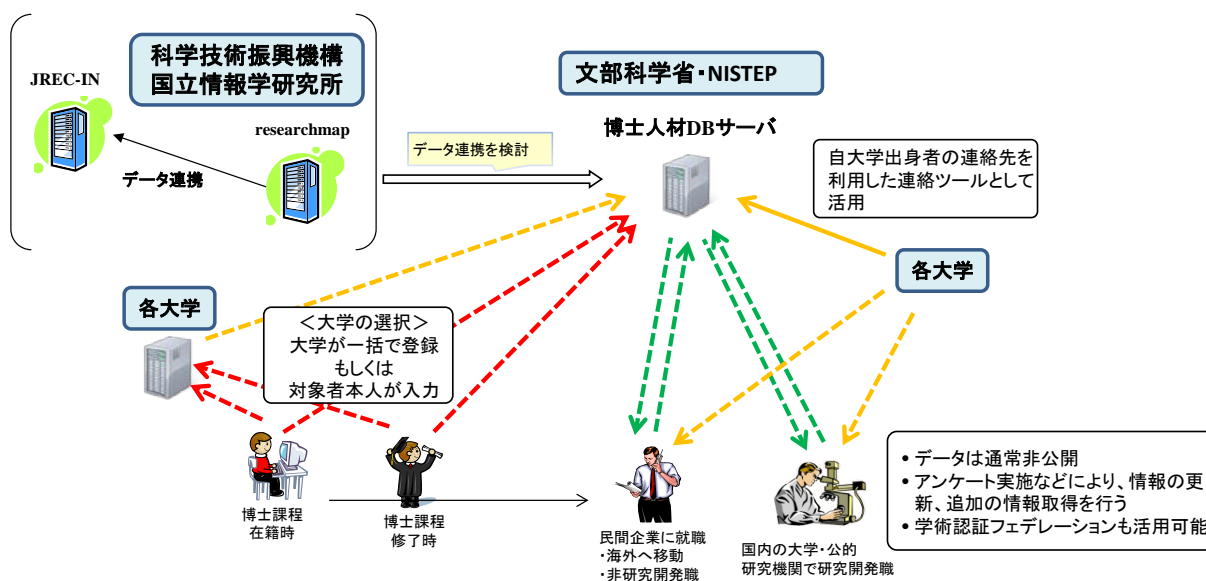 科学技術振興機構
国立情報学研究所
JREC-IN
researchmap
データ連携
データ連携を検討
文部科学省・NISTEP
博士人材DBサーバ
自大学出身者の連絡先を
利用した連絡ツールとして
活用
各大学
各大学
＜大学の選択＞
大学が一括で登録
もしくは
対象者本人が入力
博士課程
在籍時
博士課程
修了時
民間企業に就職
・海外へ移動
・非研究開発職
国内の大学・公的
研究機関で研究開発職
• データは通常非公開
• アンケート実施などにより、情報の更
新、追加の情報取得を行う
• 学術認証フェデレーションも活用可能